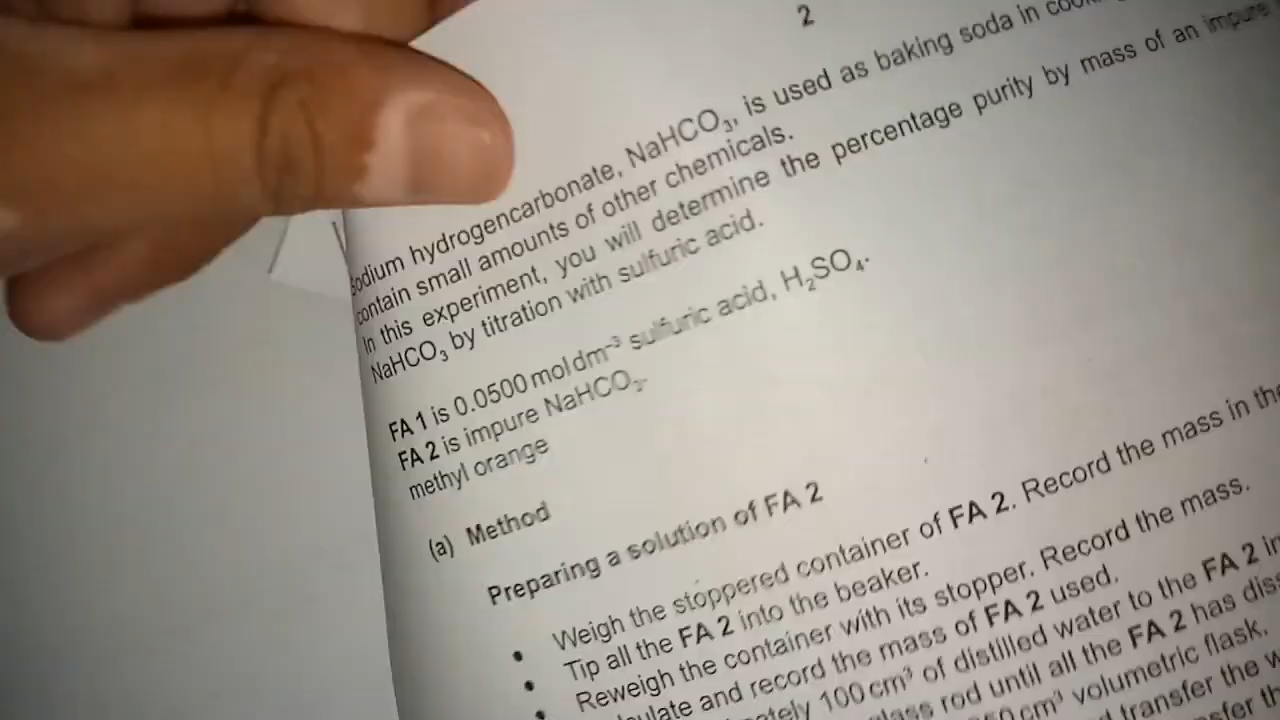 2
Sodium hydrogencarbonate, NaHCO₃, is used as baking soda in
contain small amounts of other chemicals.
In this experiment, you will determine the percentage purity by mass of an impure
NaHCO₃ by titration with sulfuric acid.
FA 1 is 0.0500 mol dm⁻³ sulfuric acid, H₂SO₄.
FA 2 is impure NaHCO₃.
methyl orange
(a) Method
Preparing a solution of FA 2
• Weigh the stoppered container of FA 2. Record the mass in the
• Tip all the FA 2 into the beaker.
• Reweigh the container with its stopper. Record the mass.
and record the mass of FA 2 used.
100 cm³ of distilled water to the FA 2 in
rod until all the FA 2 has
cm³ volumetric flask.
transfer the